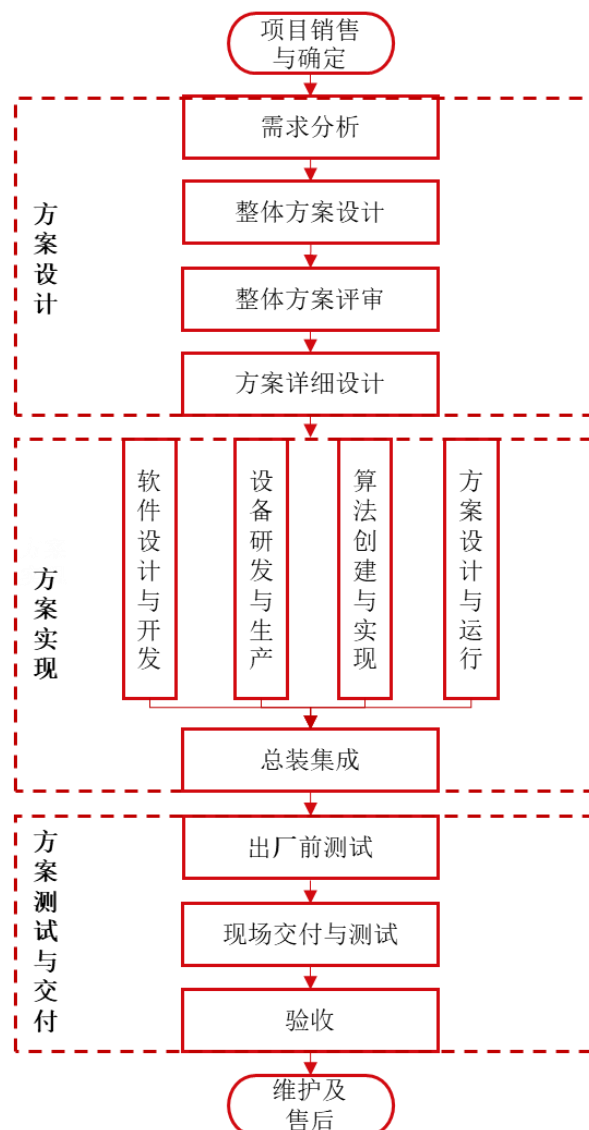 项目销售
与确定
方案设计
需求分析
整体方案设计
整体方案评审
方案详细设计
方案实现
软件设计与开发
设备研发与生产
算法创建与实现
方案设计与运行
总装集成
方案测试与交付
出厂前测试
现场交付与测试
验收
维护及
售后